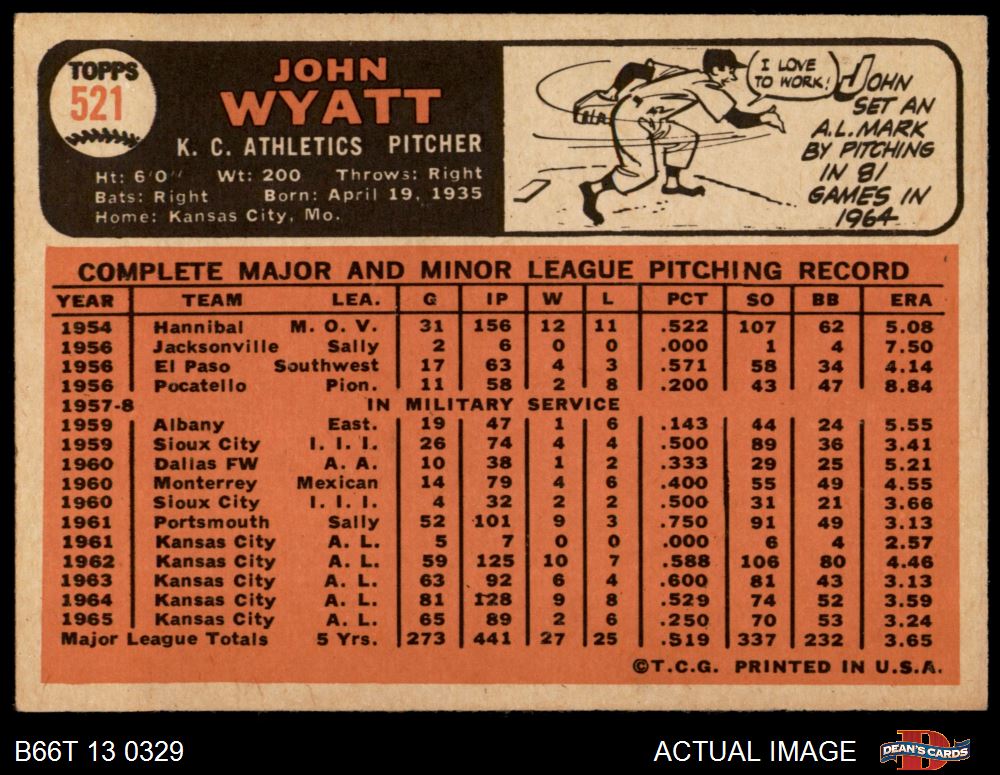 TOPPS
521
JOHN
WYATT
K. C. ATHLETICS PITCHER
Ht: 6'0" Wt: 200 Throws: Right
Bats: Right Born: April 19, 1935
Home: Kansas City, Mo.
I LOVE
TO WORK!
JOHN
SET AN
A.L. MARK
BY PITCHING
IN 81
GAMES IN
1964
COMPLETE MAJOR AND MINOR LEAGUE PITCHING RECORD
YEAR TEAM LEA. G IP W L PCT SO BB ERA
1954 Hannibal M. O. V. 31 156 12 11 .522 107 62 5.08
1956 Jacksonville Sally 2 6 0 0 .000 1 4 7.50
1956 El Paso Southwest 17 63 4 3 .571 58 34 4.14
1956 Pocatello Pion. 11 58 2 8 .200 43 47 8.84
1957-8 IN MILITARY SERVICE
1959 Albany East. 19 47 1 6 .143 44 24 5.55
1959 Sioux City I. I. I. 26 74 4 4 .500 89 36 3.41
1960 Dallas FW A. A. 10 38 1 2 .333 29 25 5.21
1960 Monterrey Mexican 14 79 4 6 .400 55 49 4.55
1960 Sioux City I. I. I. 4 32 2 2 .500 31 21 3.66
1961 Portsmouth Sally 52 101 9 3 .750 91 49 3.13
1961 Kansas City A. L. 5 7 0 0 .000 6 4 2.57
1962 Kansas City A. L. 59 125 10 7 .588 106 80 4.46
1963 Kansas City A. L. 63 92 6 4 .600 81 43 3.13
1964 Kansas City A. L. 81 128 9 8 .529 74 52 3.59
1965 Kansas City A. L. 65 89 2 6 .250 70 53 3.24
Major League Totals 5 Yrs. 273 441 27 25 .519 337 232 3.65
©T.C.G. PRINTED IN U.S.A.
B66T 13 0329
ACTUAL IMAGE
D
DEAN'S CARDS